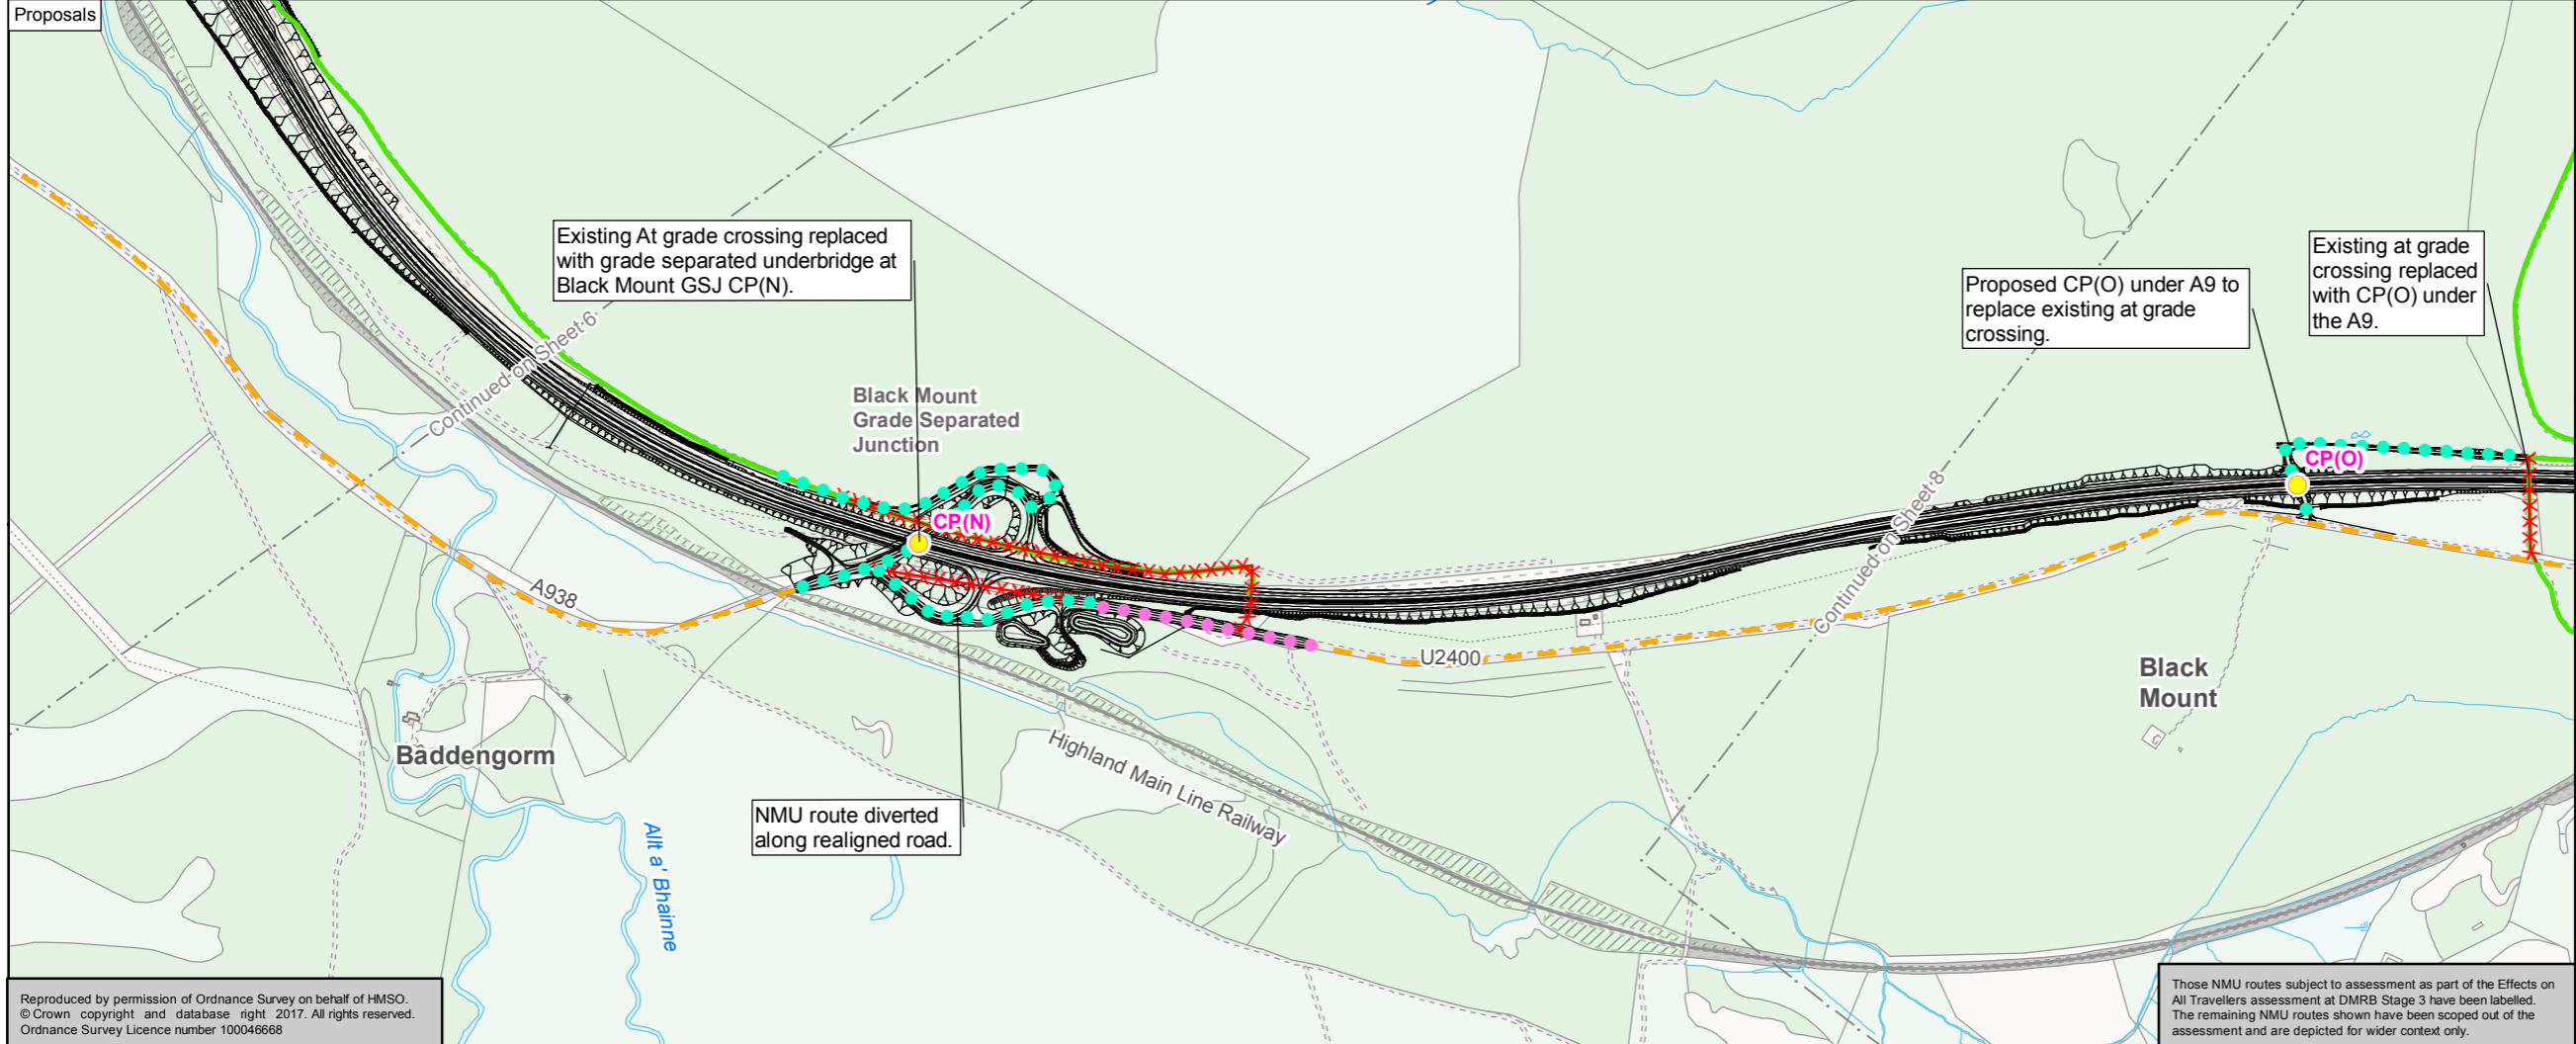 Proposals
Existing At grade crossing replaced
with grade separated underbridge at
Black Mount GSJ CP(N).
Existing at grade
crossing replaced
with CP(O) under
the A9.
Proposed CP(O) under A9 to
replace existing at grade
crossing.
Continued on Sheet 6
Black Mount
Grade Separated
Junction
CP(O)
CP(N)
Continued on Sheet 8
A938
U2400
Black
Mount
Baddengorm
Highland Main Line Railway
NMU route diverted
along realigned road.
Allt a' Bhainne
Reproduced by permission of Ordnance Survey on behalf of HMSO.
© Crown copyright and database right 2017. All rights reserved.
Ordnance Survey Licence number 100046668
Those NMU routes subject to assessment as part of the Effects on
All Travellers assessment at DMRB Stage 3 have been labelled.
The remaining NMU routes shown have been scoped out of the
assessment and are depicted for wider context only.